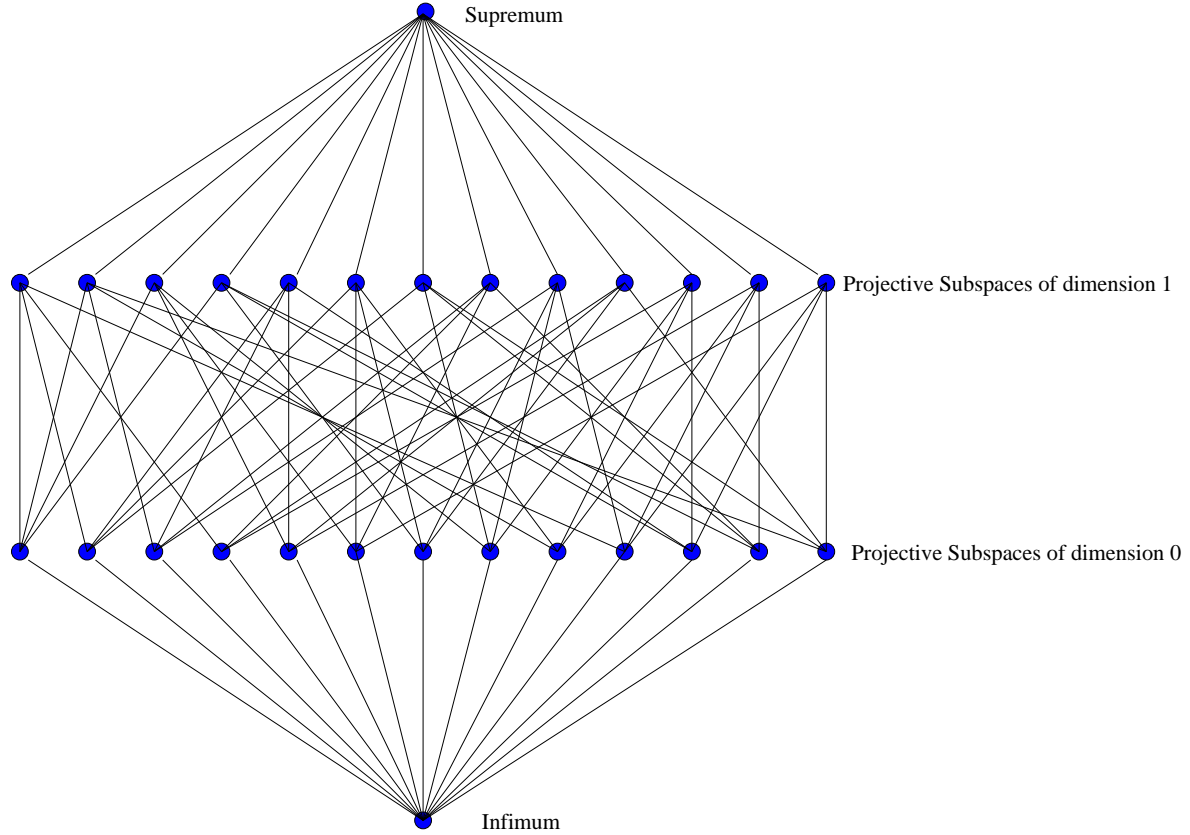 Supremum
Projective Subspaces of dimension 1
Projective Subspaces of dimension 0
Infimum